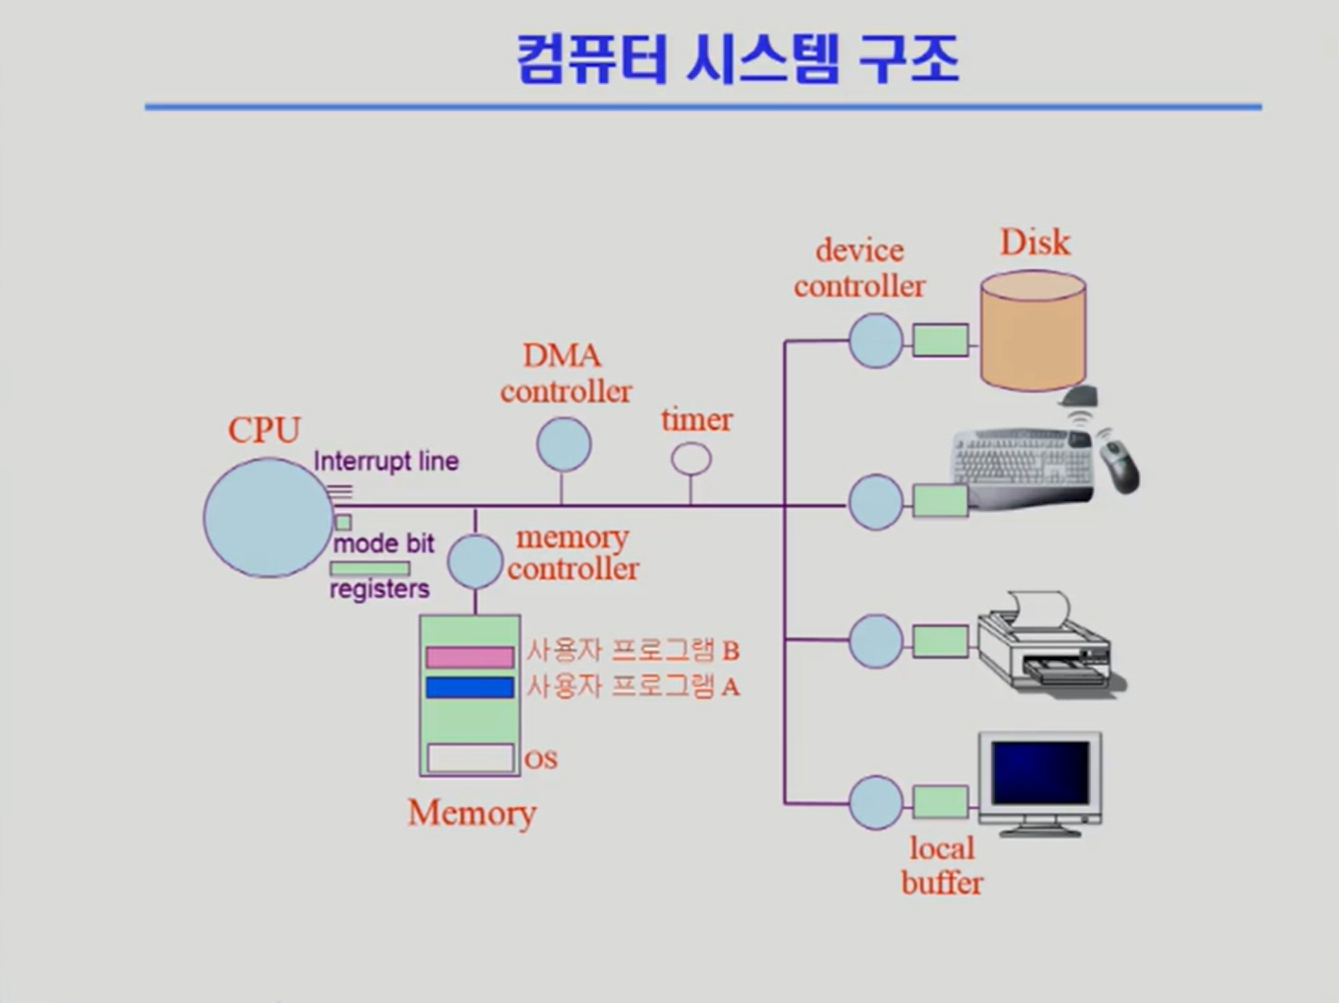 컴퓨터 시스템 구조
device
controller
Disk
DMA
controller
timer
CPU
Interrupt line
mode bit
registers
memory
controller
사용자 프로그램 B
사용자 프로그램 A
OS
Memory
local
buffer